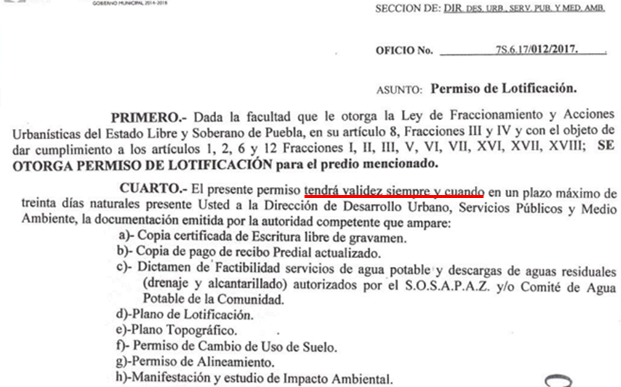 GOBIERNO MUNICIPAL 2014-2018
SECCION DE: DIR. DES. URB., SERV. PUB. Y MED. AMB.
OFICIO No. 7S.6.17/012/2017.
ASUNTO: Permiso de Lotificación.
PRIMERO.- Dada la facultad que le otorga la Ley de Fraccionamiento y Acciones
Urbanísticas del Estado Libre y Soberano de Puebla, en su artículo 8, Fracciones III y IV y con el objeto de
dar cumplimiento a los artículos 1, 2, 6 y 12 Fracciones I, II, III, V, VI, VII, XVI, XVII, XVIII; SE
OTORGA PERMISO DE LOTIFICACIÓN para el predio mencionado.
CUARTO.- El presente permiso tendrá validez siempre y cuando en un plazo máximo de
treinta días naturales presente Usted a la Dirección de Desarrollo Urbano, Servicios Públicos y Medio
Ambiente, la documentación emitida por la autoridad competente que ampare:
a)- Copia certificada de Escritura libre de gravamen.
b)- Copia de pago de recibo Predial actualizado.
c)- Dictamen de Factibilidad servicios de agua potable y descargas de aguas residuales
(drenaje y alcantarillado) autorizados por el S.O.S.A.P.A.Z. y/o Comité de Agua
Potable de la Comunidad.
d)-Plano de Lotificación.
e)-Plano Topográfico.
f)- Permiso de Cambio de Uso de Suelo.
g)-Permiso de Alineamiento.
h)-Manifestación y estudio de Impacto Ambiental.